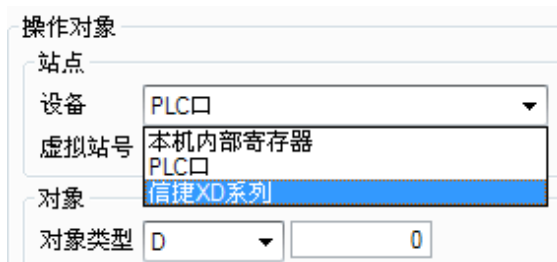 操作对象
站点
设备 PLC口
虚拟站号 本机内部寄存器
PLC口
信捷XD系列
对象
对象类型 D 0